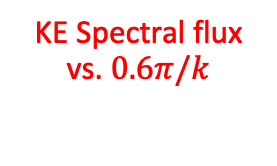 KE Spectral flux
vs. 0.6π/k